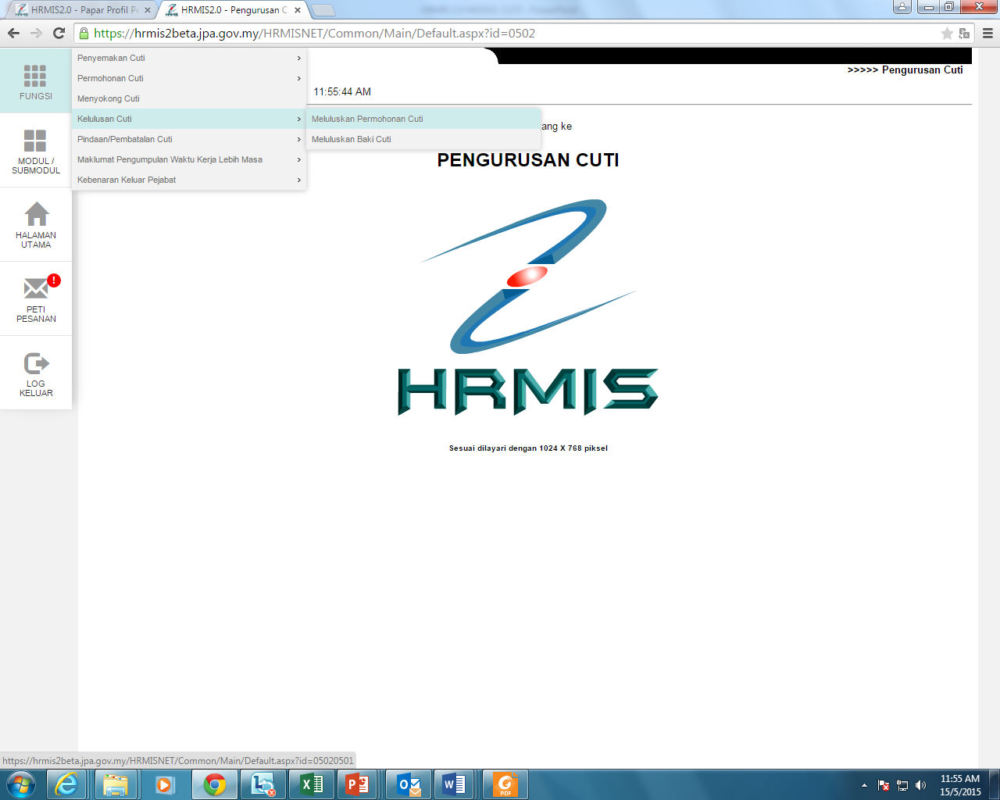 HRMIS2.0 - Papar Profil Pe
HRMIS2.0 - Pengurusan C
https://hrmis2beta.jpa.gov.my/HRMISNET/Common/Main/Default.aspx?id=0502
FUNGSI
MODUL /
SUBMODUL
HALAMAN
UTAMA
!
PETI
PESANAN
LOG
KELUAR
Penyemakan Cuti
Permohonan Cuti
Menyokong Cuti
Kelulusan Cuti
Pindaan/Pembatalan Cuti
Maklumat Pengumpulan Waktu Kerja Lebih Masa
Kebenaran Keluar Pejabat
Meluluskan Permohonan Cuti
Meluluskan Baki Cuti
>>>>> Pengurusan Cuti
11:55:44 AM
ang ke
PENGURUSAN CUTI
HRMIS
Sesuai dilayari dengan 1024 X 768 piksel
https://hrmis2beta.jpa.gov.my/HRMISNET/Common/Main/Default.aspx?id=05020501
PDF
11:55 AM
15/5/2015